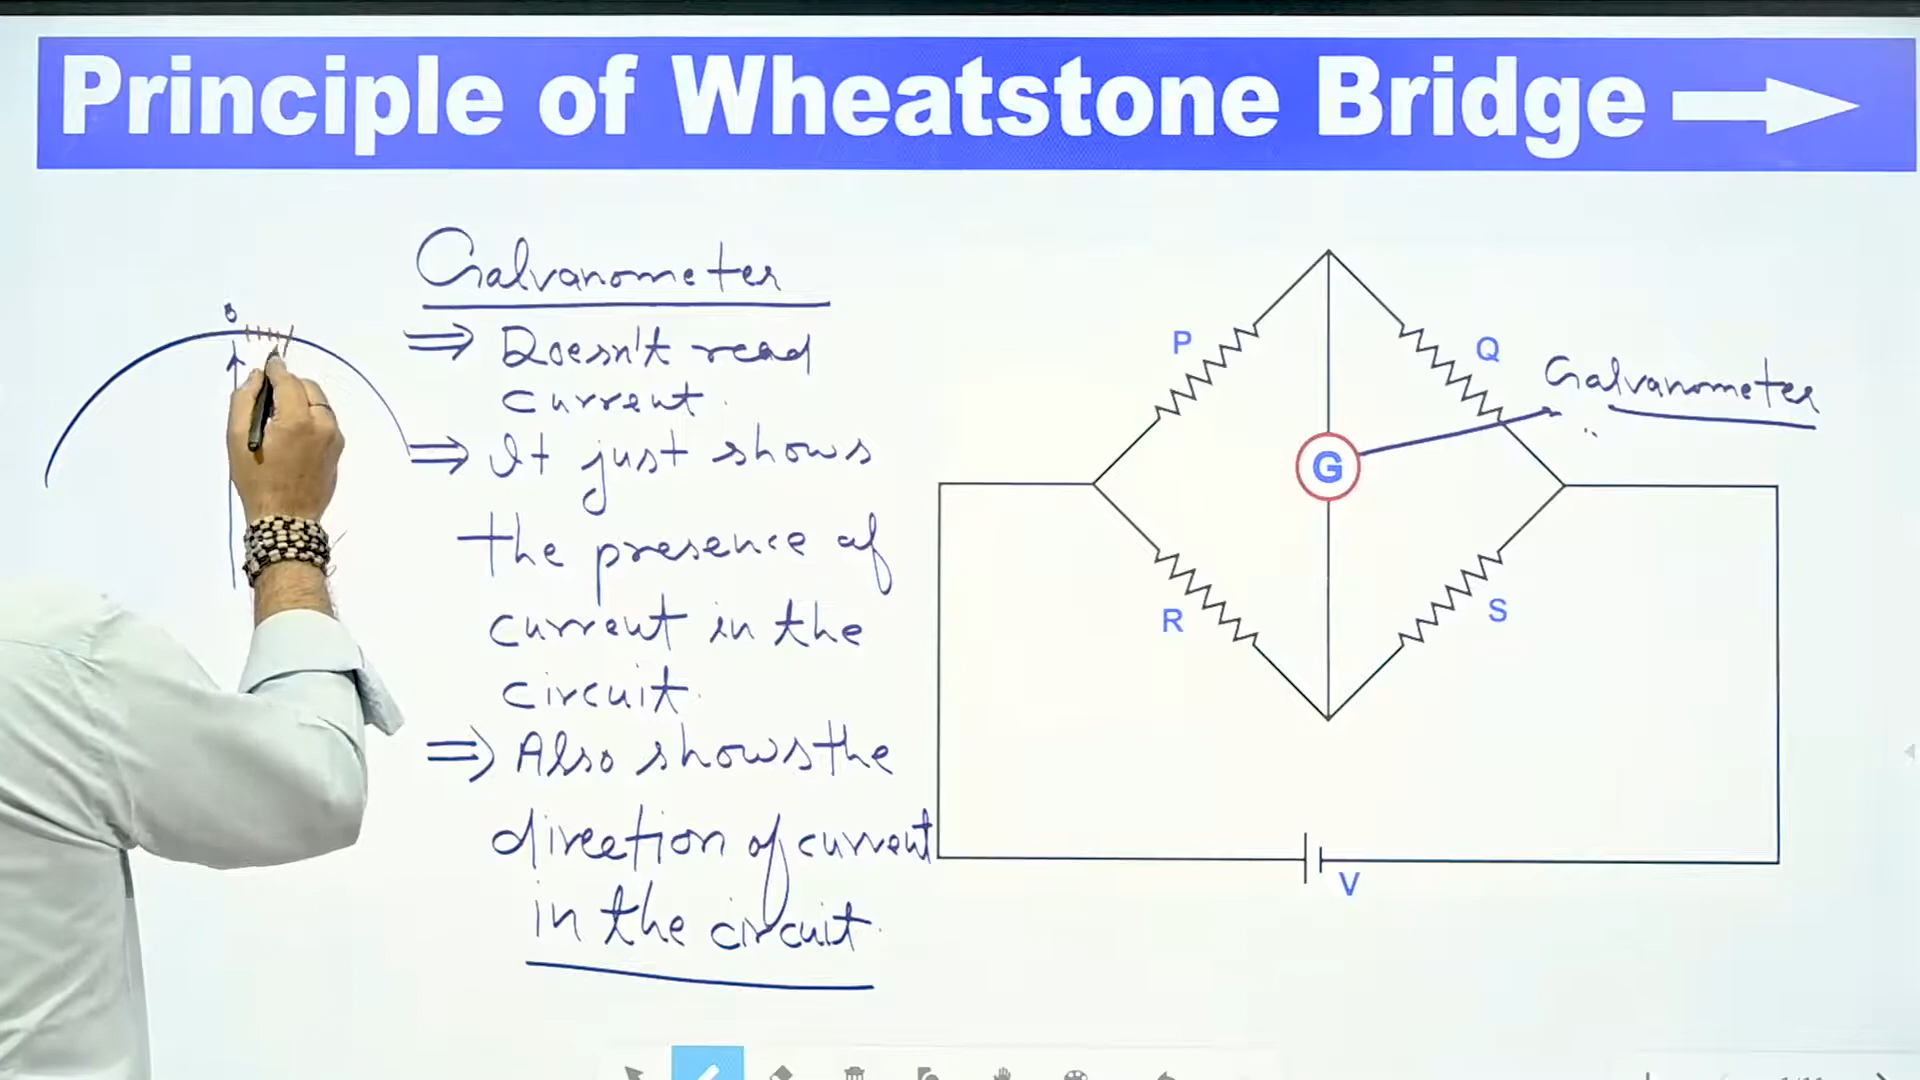 Principle of Wheatstone Bridge
Galvanometer
Doesn't read
current.
It just shows
the presence of
current in the
circuit.
Also shows the
direction of current
in the circuit.
0
P
Q
Galvanometer
G
R
S
V